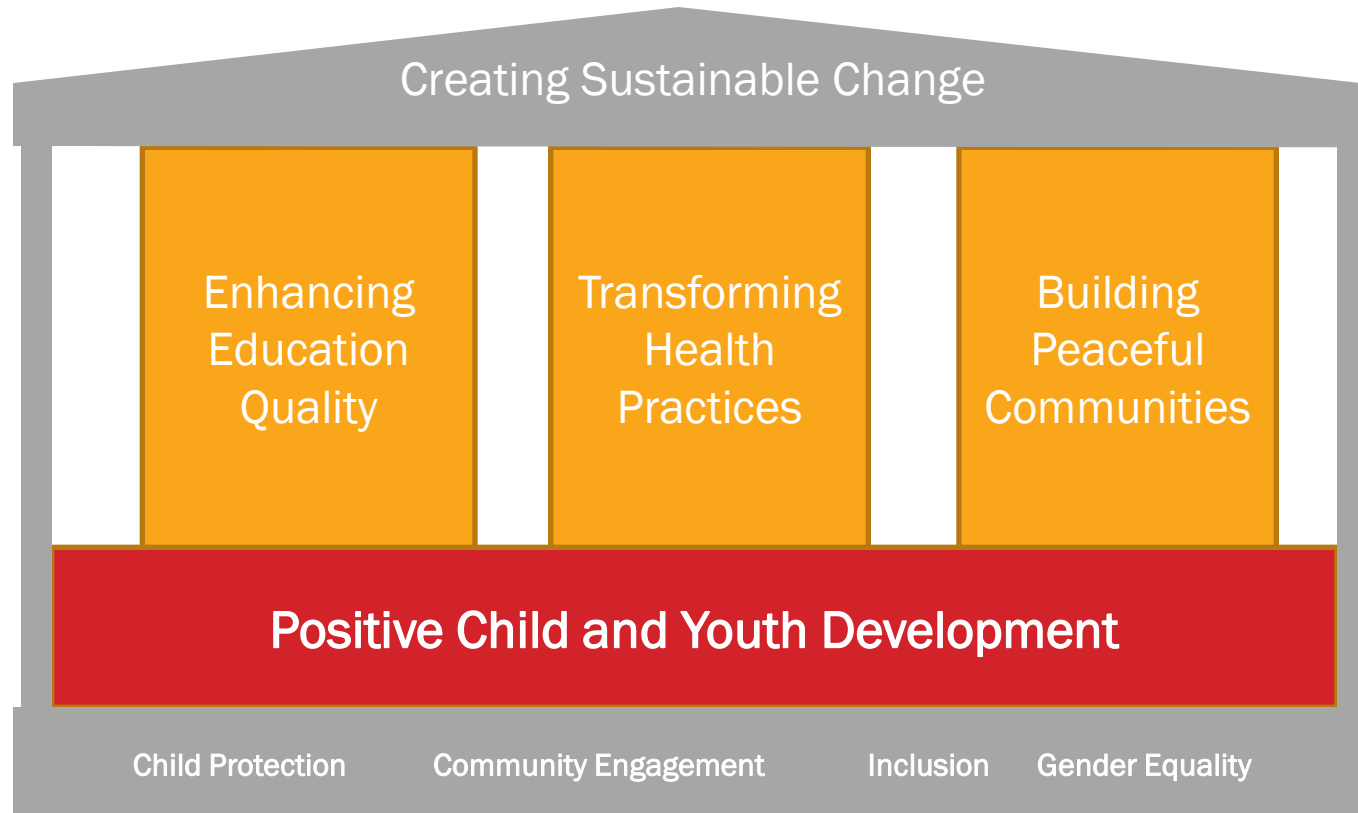 Creating Sustainable Change
Enhancing
Education
Quality
Transforming
Health
Practices
Building
Peaceful
Communities
Positive Child and Youth Development
Child Protection
Community Engagement
Inclusion
Gender Equality